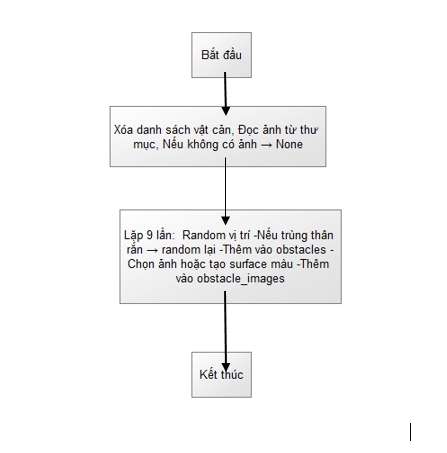 Bắt đầu
Xóa danh sách vật cản, Đọc ảnh từ thư
mục, Nếu không có ảnh → None
Lặp 9 lần:  Random vị trí -Nếu trùng thân
rắn → random lại -Thêm vào obstacles -
Chọn ảnh hoặc tạo surface màu -Thêm
vào obstacle_images
Kết thúc